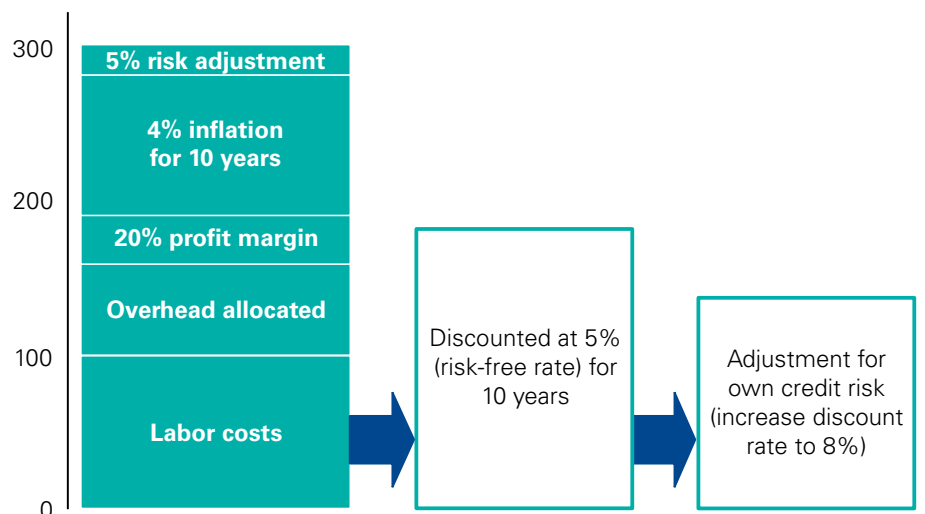 300
200
100
0
5% risk adjustment
4% inflation
for 10 years
20% profit margin
Overhead allocated
Labor costs
Discounted at 5%
(risk-free rate) for
10 years
Adjustment for
own credit risk
(increase discount
rate to 8%)